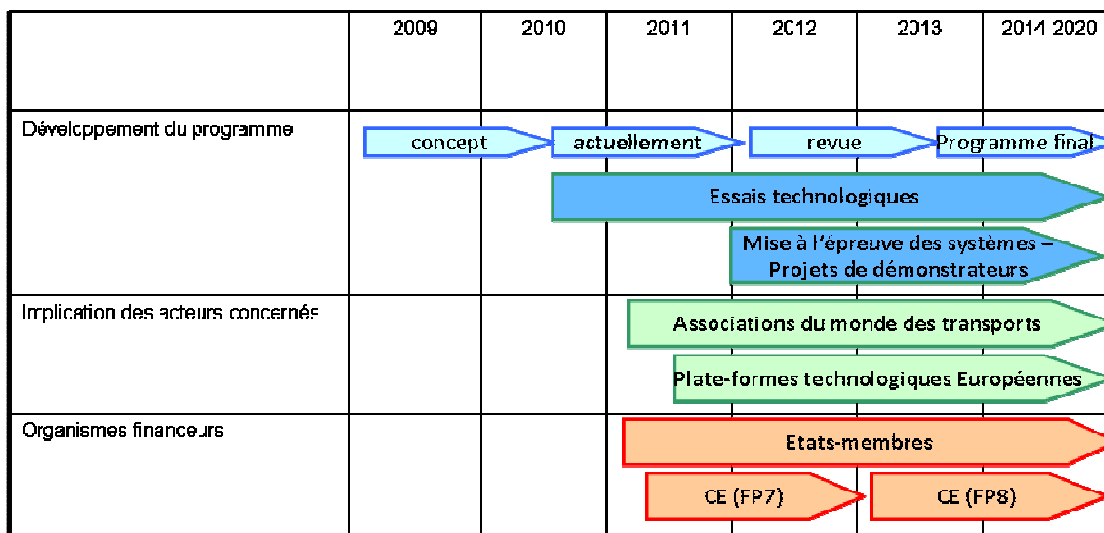 2009 2010 2011 2012 2013 2014 2020
Développement du programme
concept actuellement revue Programme final
Essais technologiques
Mise à l'épreuve des systèmes –
Projets de démonstrateurs
Implication des acteurs concernés
Associations du monde des transports
Plate-formes technologiques Européennes
Organismes financeurs
Etats-membres
CE (FP7) CE (FP8)